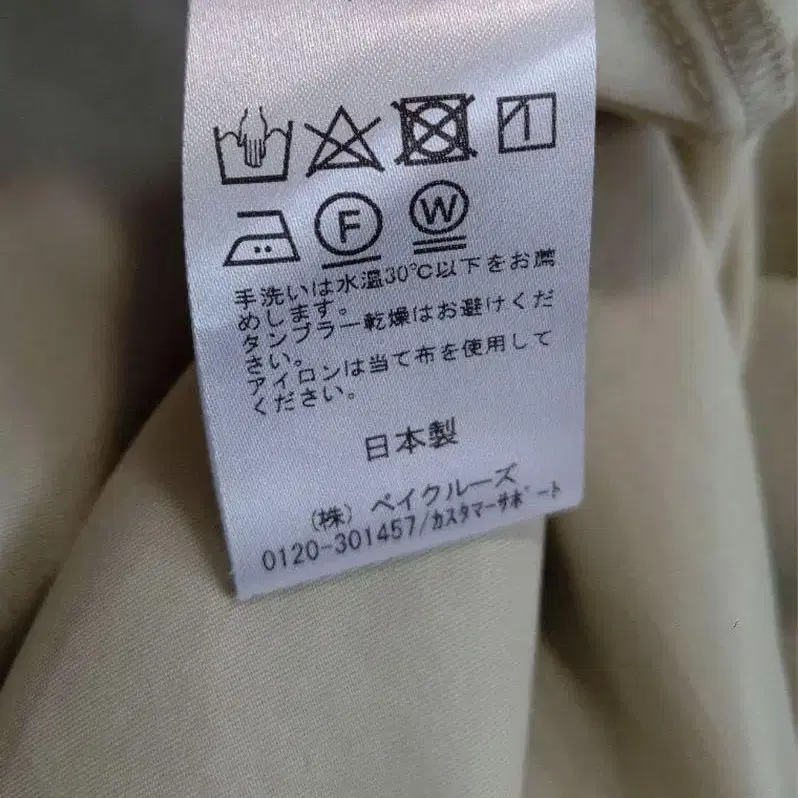 F W
手洗いは水温30℃以下をお薦
めします。
タンブラー乾燥はお避けくだ
さい。
アイロンは当て布を使用して
ください。
日本製
(株) ベイクルーズ
0120-301457/カスタマーサポート